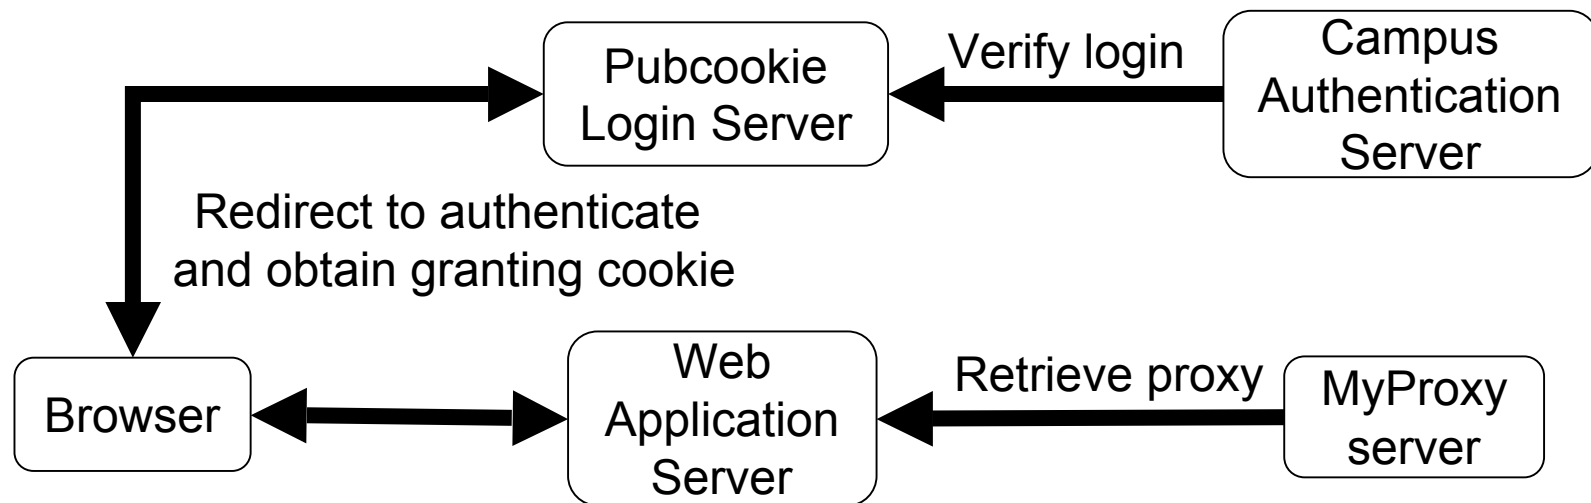 Pubcookie
Login Server
Verify login
Campus
Authentication
Server
Redirect to authenticate
and obtain granting cookie
Browser
Web
Application
Server
Retrieve proxy
MyProxy
server